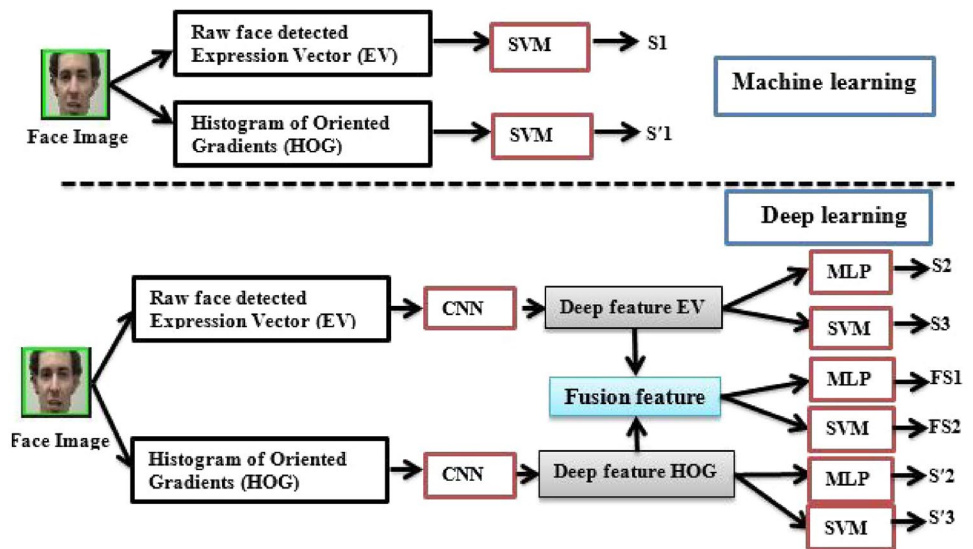 Raw face detected
Expression Vector (EV)
SVM
S1
Machine learning
Face Image
Histogram of Oriented
Gradients (HOG)
SVM
S'1
Deep learning
Raw face detected
Expression Vector (EV)
CNN
Deep feature EV
MLP
S2
SVM
S3
Fusion feature
MLP
FS1
SVM
FS2
Face Image
Histogram of Oriented
Gradients (HOG)
CNN
Deep feature HOG
MLP
S'2
SVM
S'3